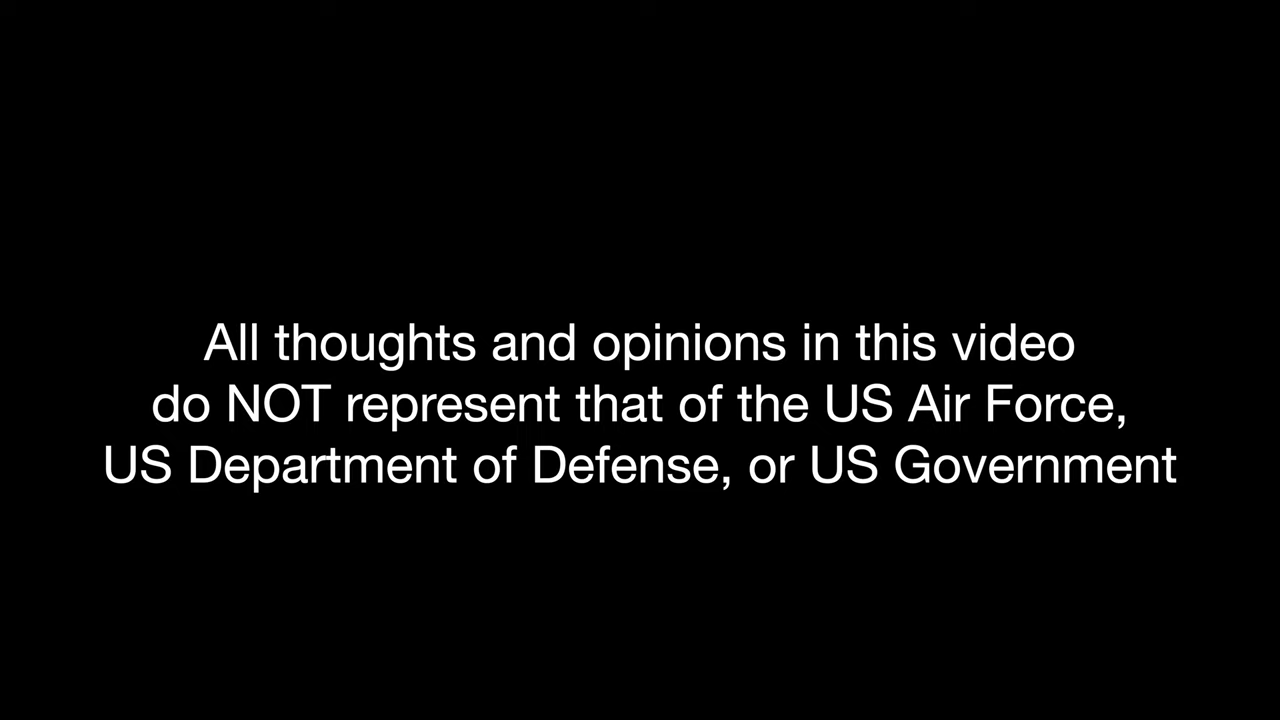 All thoughts and opinions in this video
do NOT represent that of the US Air Force,
US Department of Defense, or US Government